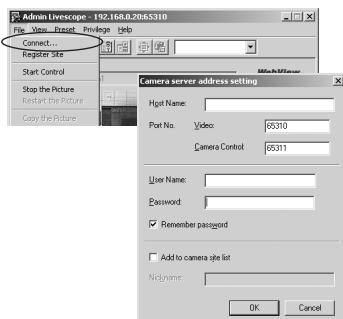 Admin Livescope - 192.168.0.20:65310
File View Preset Privilege Help
Connect...
Register Site
Start Control
WebView
Stop the Picture
Restart the Picture
Copy the Picture
Camera server address setting
Host Name:
Port No. Video: 65310
Camera Control: 65311
User Name:
Password:
Remember password
Add to camera site list
Nickname:
OK Cancel